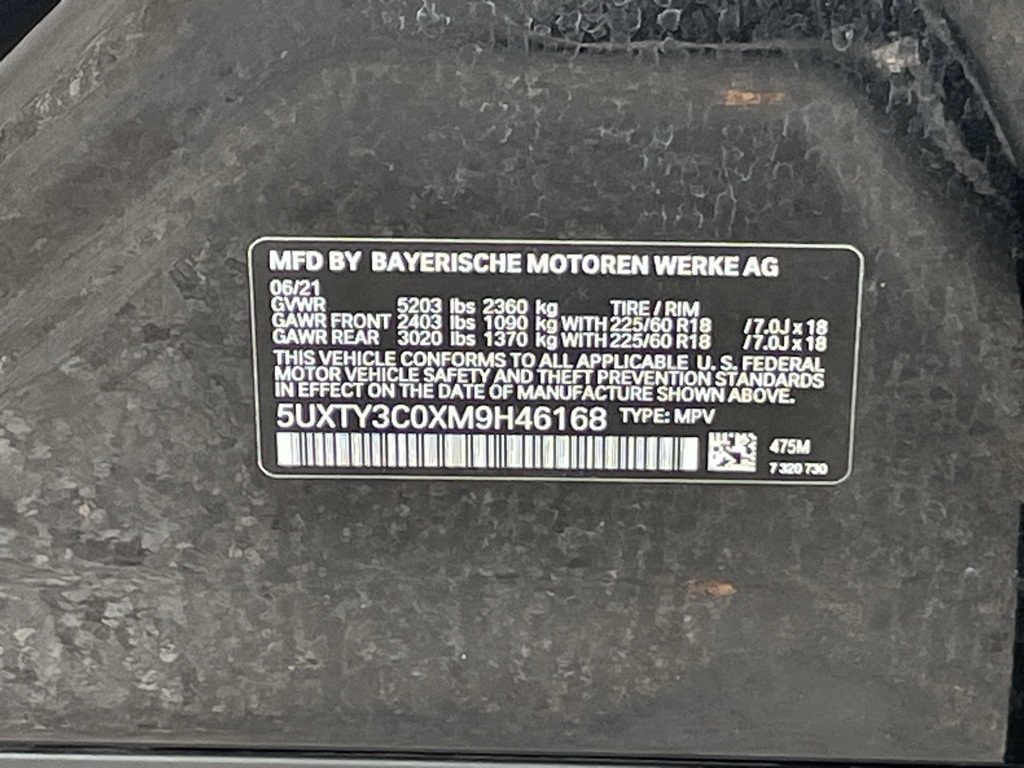 MFD BY BAYERISCHE MOTOREN WERKE AG
06/21
GVWR 5203 lbs 2360 kg TIRE / RIM
GAWR FRONT 2403 lbs 1090 kg WITH 225/60 R18 /7.0J x 18
GAWR REAR 3020 lbs 1370 kg WITH 225/60 R18 /7.0J x 18
THIS VEHICLE CONFORMS TO ALL APPLICABLE U. S. FEDERAL
MOTOR VEHICLE SAFETY AND THEFT PREVENTION STANDARDS
IN EFFECT ON THE DATE OF MANUFACTURE SHOWN ABOVE.
5UXTY3C0XM9H46168 TYPE: MPV
475M
7 320 730